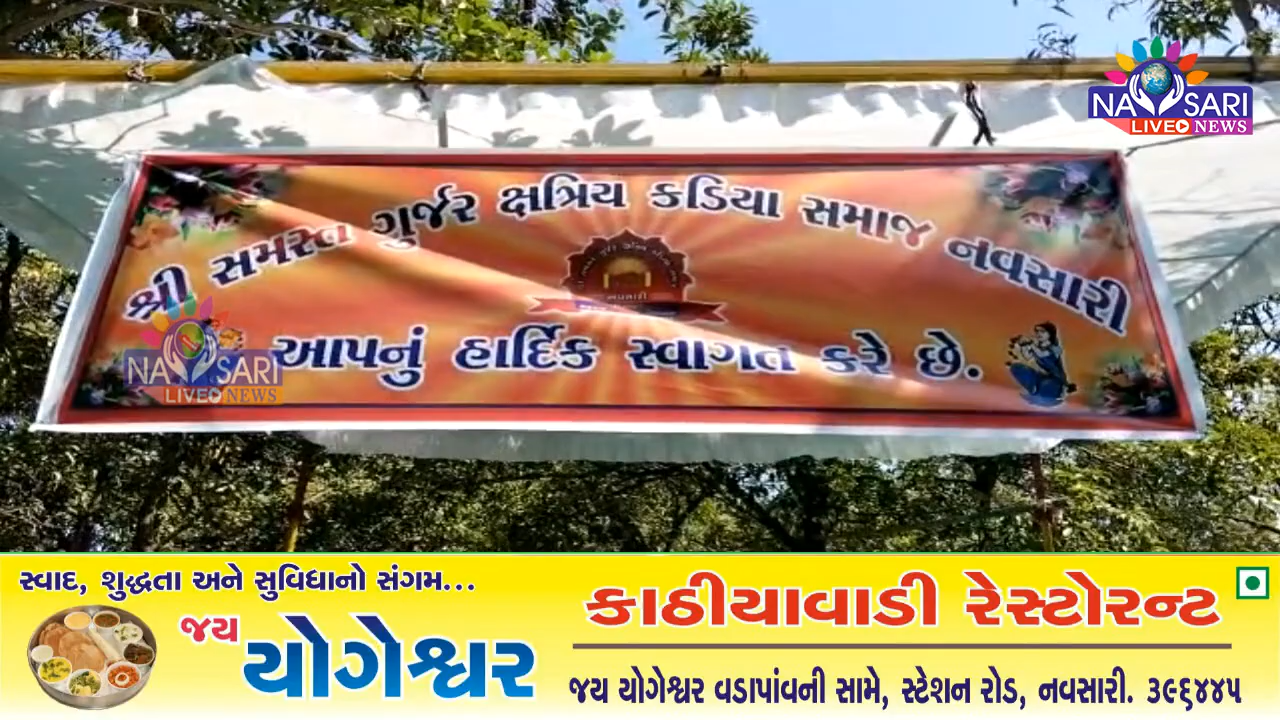 NAVSARI
LIVE NEWS
શ્રી સમસ્ત ગુર્જર ક્ષત્રિય કડિયા સમાજ નવસારી
નવસારી
આપનું હાર્દિક સ્વાગત કરે છે.
NAVSARI
LIVE NEWS
સ્વાદ, શુદ્ધતા અને સુવિધાનો સંગમ...
જય યોગેશ્વર
કાઠીયાવાડી રેસ્ટોરન્ટ
જય યોગેશ્વર વડાપાંવની સામે, સ્ટેશન રોડ, નવસારી. ૩૯૬૪૪૫